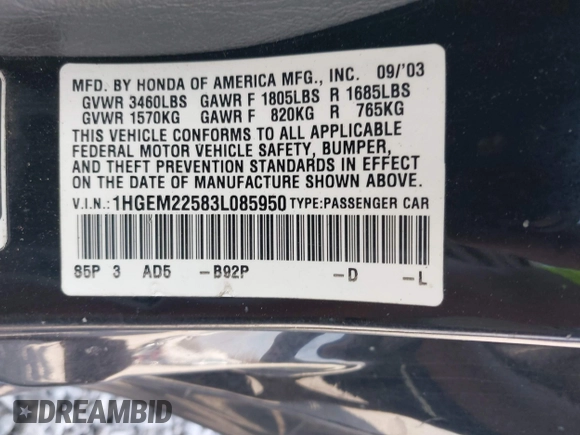 MFD. BY HONDA OF AMERICA MFG., INC. 09/'03
GVWR 3460LBS GAWR F 1805LBS R 1685LBS
GVWR 1570KG GAWR F 820KG R 765KG
THIS VEHICLE CONFORMS TO ALL APPLICABLE
FEDERAL MOTOR VEHICLE SAFETY, BUMPER,
AND THEFT PREVENTION STANDARDS IN EFFECT
ON THE DATE OF MANUFACTURE SHOWN ABOVE.
V.I.N.: 1HGEM22583L085950 TYPE:PASSENGER CAR
S5P 3 AD5 -B92P -D -L
DREAMBID